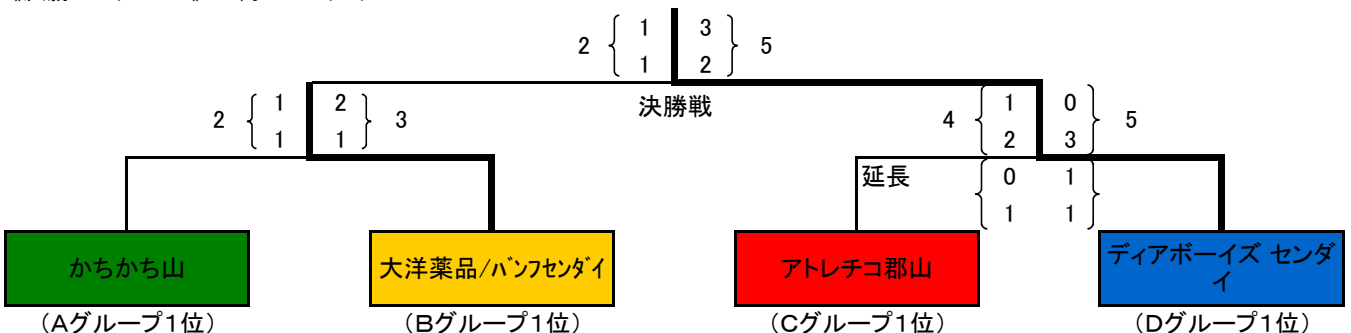 2 1 3 5
1 2
決勝戦
2 1 2 3
1 1
4 1 0 5
2 3
延長 0 1
1 1
かちかち山
大洋薬品/バンフセンダイ
アトレチコ郡山
ディアボーイズ センダ
イ
（Aグループ1位）
（Bグループ1位）
（Cグループ1位）
（Dグループ1位）